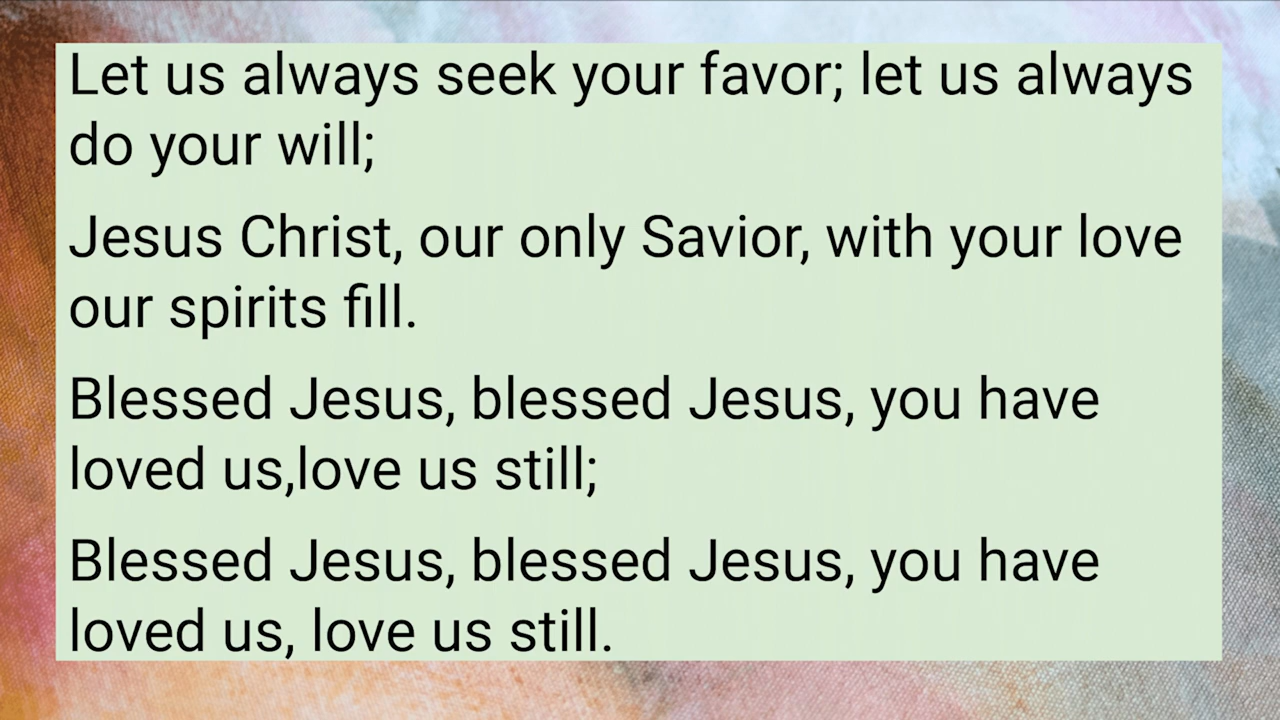 Let us always seek your favor; let us always
do your will;
Jesus Christ, our only Savior, with your love
our spirits fill.
Blessed Jesus, blessed Jesus, you have
loved us,love us still;
Blessed Jesus, blessed Jesus, you have
loved us, love us still.